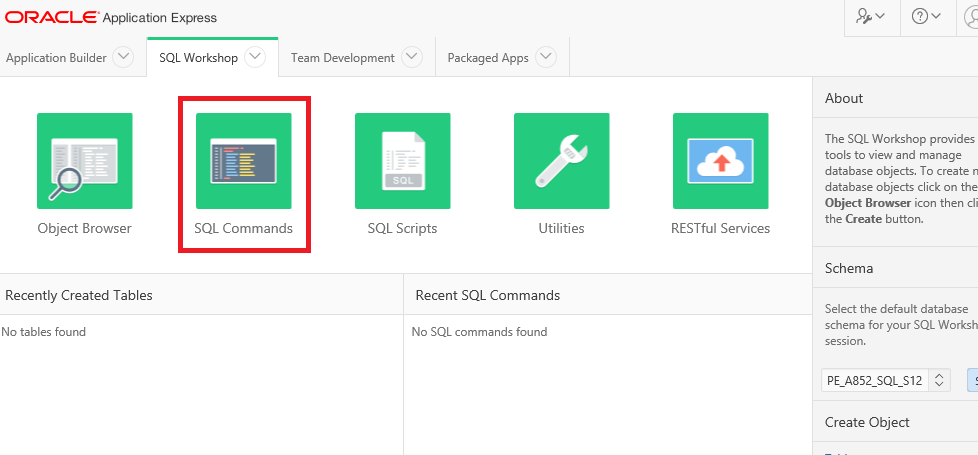 ORACLE Application Express
Application Builder
SQL Workshop
Team Development
Packaged Apps
Object Browser
SQL Commands
SQL
SQL Scripts
Utilities
RESTful Services
Recently Created Tables
No tables found
Recent SQL Commands
No SQL commands found
About
The SQL Workshop provides
tools to view and manage
database objects. To create n
database objects click on the
Object Browser icon then cli
the Create button.
Schema
Select the default database
schema for your SQL Worksh
session.
PE_A852_SQL_S12
Create Object